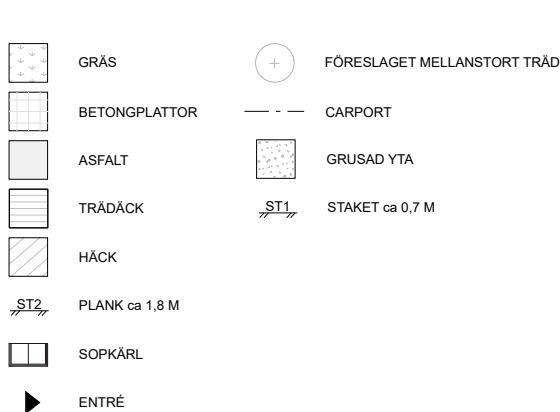 GRÄS
BETONGPLATTOR
ASFALT
TRÄDÄCK
HÄCK
ST2 PLANK ca 1,8 M
SOPKÄRL
ENTRÉ
FÖRESLAGET MELLANSTORT TRÄD
CARPORT
GRUSAD YTA
ST1 STAKET ca 0,7 M